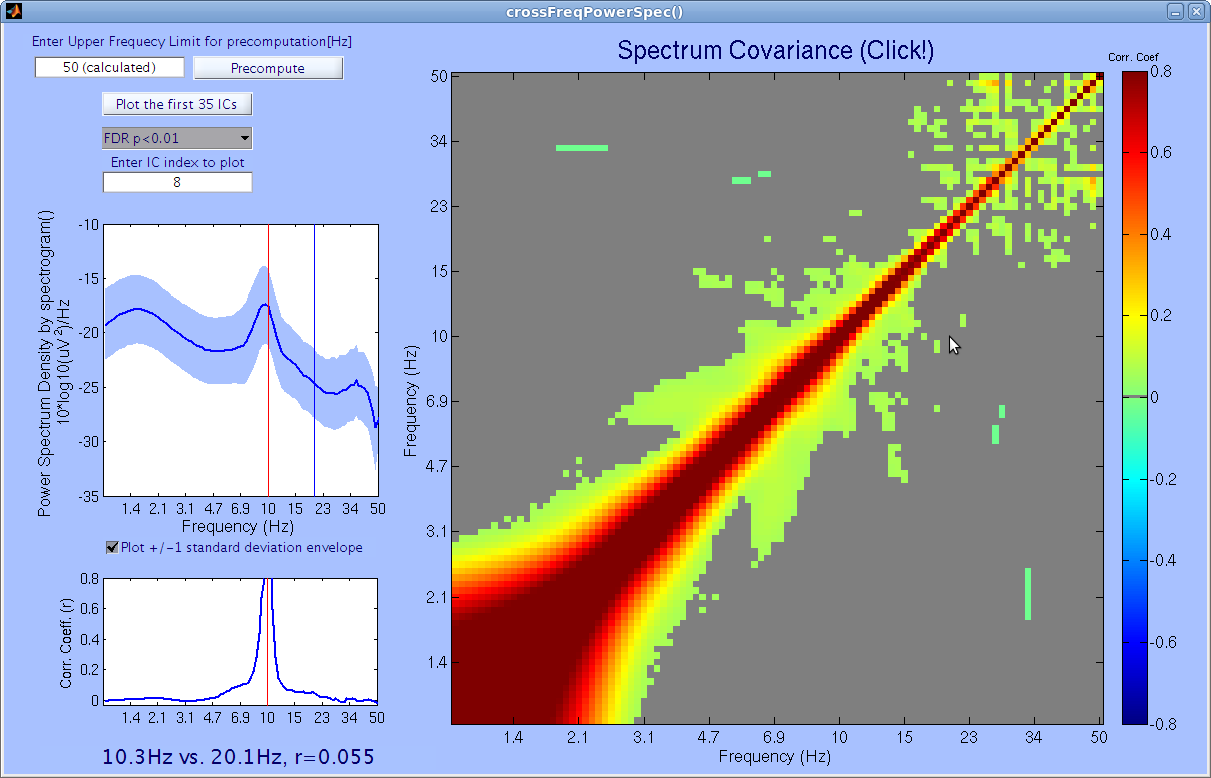 crossFreqPowerSpec()
Enter Upper Frequecy Limit for precomputation[Hz]
50 (calculated)
Precompute
Plot the first 35 ICs
FDR p<0.01
Enter IC index to plot
8
Power Spectrum Density by spectrogram()
10*log10(uV^2)/Hz
-10
-15
-20
-25
-30
-35
1.4 2.1 3.1 4.7 6.9 10 15 23 34 50
Frequency (Hz)
Plot +/-1 standard deviation envelope
Corr. Coeff. (r)
0.8
0.6
0.4
0.2
0
1.4 2.1 3.1 4.7 6.9 10 15 23 34 50
10.3Hz vs. 20.1Hz, r=0.055
Spectrum Covariance (Click!)
Frequency (Hz)
50
34
23
15
10
6.9
4.7
3.1
2.1
1.4
1.4 2.1 3.1 4.7 6.9 10 15 23 34 50
Frequency (Hz)
Corr. Coef
0.8
0.6
0.4
0.2
0
-0.2
-0.4
-0.6
-0.8